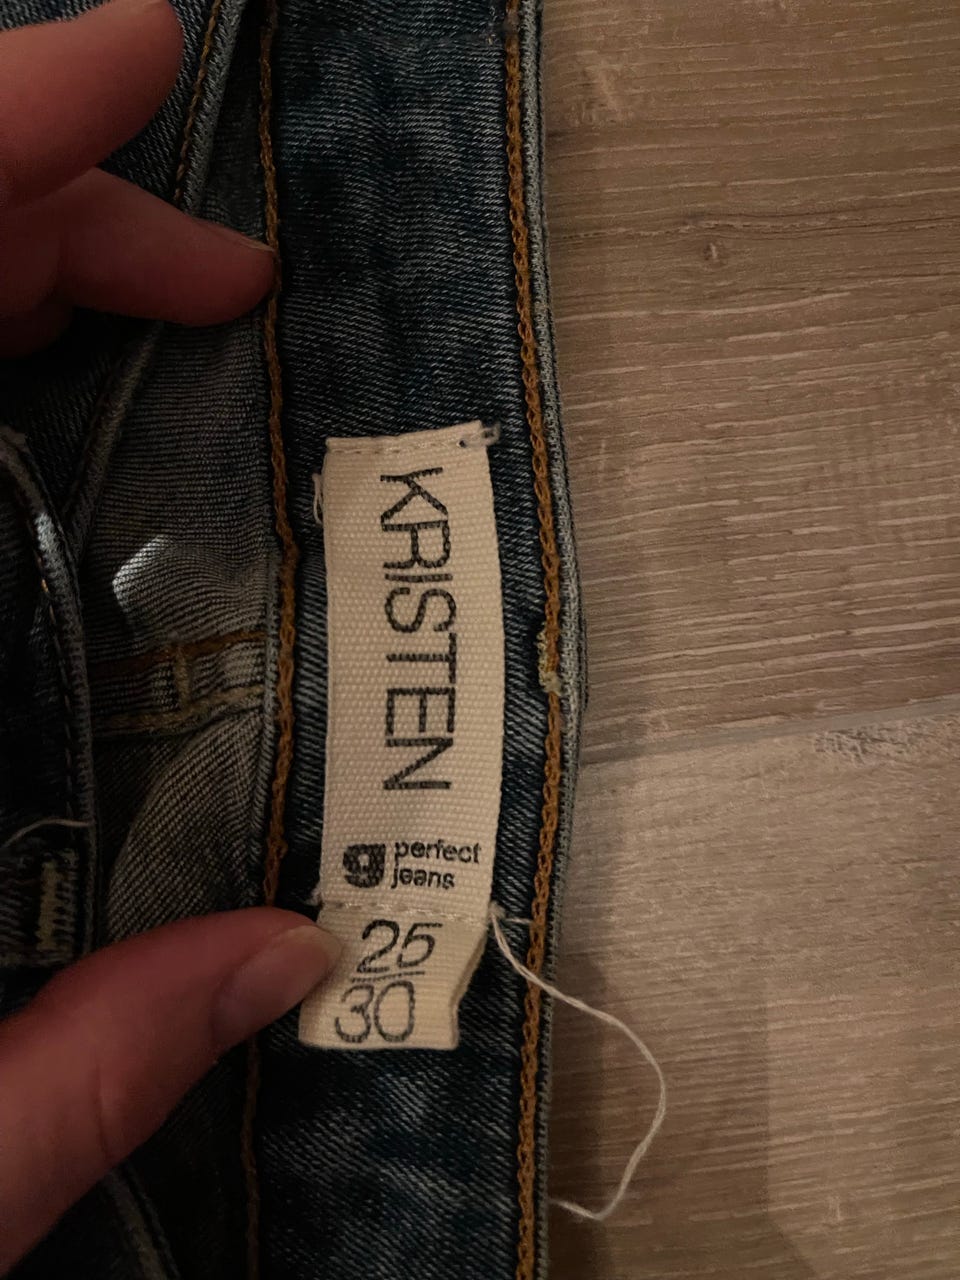 KRISTEN
g perfect
jeans
25
30